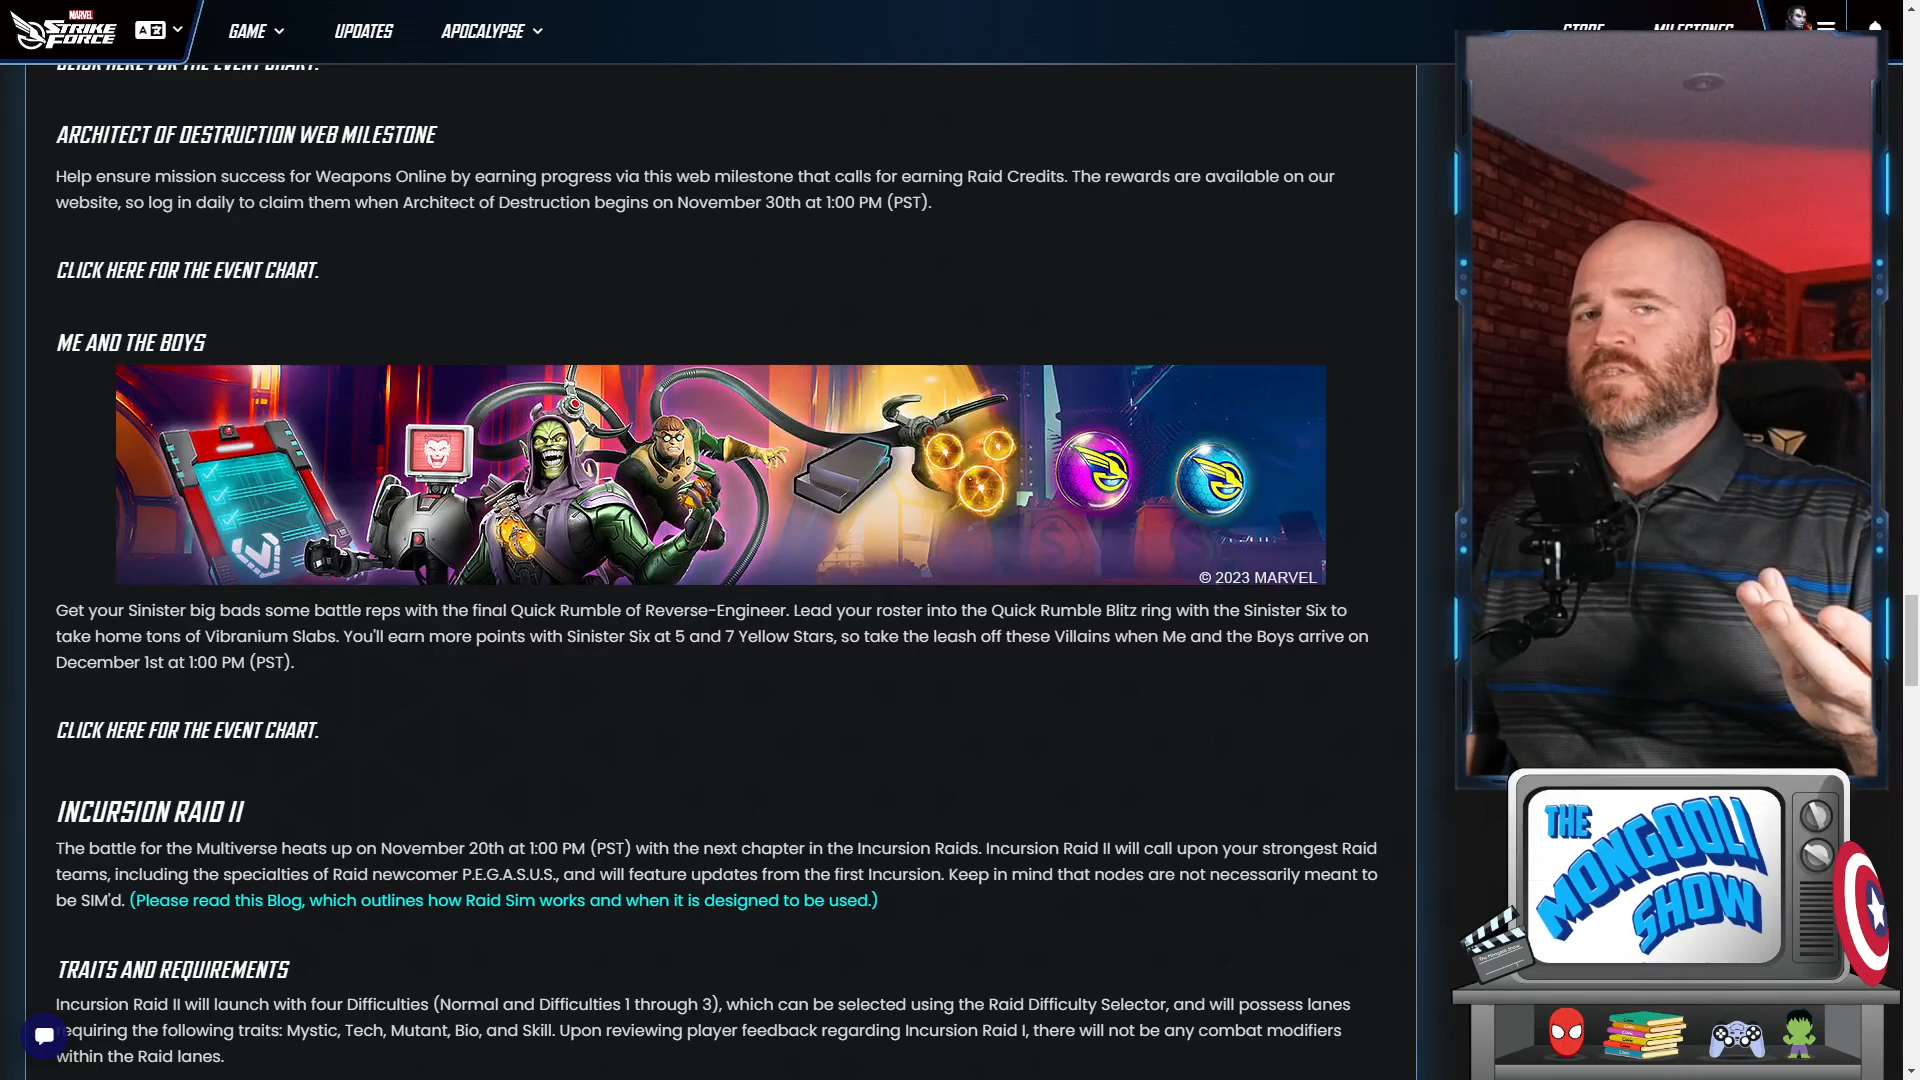 MARVEL
STRIKE
FORCE
GAME
UPDATES
APOCALYPSE
STORE
MILESTONES
CLICK HERE FOR THE EVENT CHART.
ARCHITECT OF DESTRUCTION WEB MILESTONE
Help ensure mission success for Weapons Online by earning progress via this web milestone that calls for earning Raid Credits. The rewards are available on our
website, so log in daily to claim them when Architect of Destruction begins on November 30th at 1:00 PM (PST).
CLICK HERE FOR THE EVENT CHART.
ME AND THE BOYS
© 2023 MARVEL
Get your Sinister big bads some battle reps with the final Quick Rumble of Reverse-Engineer. Lead your roster into the Quick Rumble Blitz ring with the Sinister Six to
take home tons of Vibranium Slabs. You'll earn more points with Sinister Six at 5 and 7 Yellow Stars, so take the leash off these Villains when Me and the Boys arrive on
December 1st at 1:00 PM (PST).
CLICK HERE FOR THE EVENT CHART.
INCURSION RAID II
The battle for the Multiverse heats up on November 20th at 1:00 PM (PST) with the next chapter in the Incursion Raids. Incursion Raid II will call upon your strongest Raid
teams, including the specialties of Raid newcomer P.E.G.A.S.U.S., and will feature updates from the first Incursion. Keep in mind that nodes are not necessarily meant to
be SIM'd. (Please read this Blog, which outlines how Raid Sim works and when it is designed to be used.)
TRAITS AND REQUIREMENTS
Incursion Raid II will launch with four Difficulties (Normal and Difficulties 1 through 3), which can be selected using the Raid Difficulty Selector, and will possess lanes
requiring the following traits: Mystic, Tech, Mutant, Bio, and Skill. Upon reviewing player feedback regarding Incursion Raid I, there will not be any combat modifiers
within the Raid lanes.
THE
MONGOOLI
SHOW